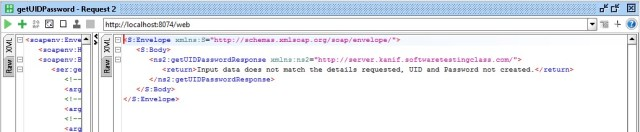 getUIDPassword - Request 2
http://localhost:8074/web
XML
Raw
<soapenv:Enve
<soapenv:H
<soapenv:B
<ser:ge
<!--
<arg
<!--
<arg
<!--
<arg
XML
Raw
<S:Envelope xmlns:S="http://schemas.xmlsoap.org/soap/envelope/">
<S:Body>
<ns2:getUIDPasswordResponse xmlns:ns2="http://server.kanif.softwaretestingclass.com/">
<return>Input data does not match the details requested, UID and Password not created.</return>
</ns2:getUIDPasswordResponse>
</S:Body>
</S:Envelope>